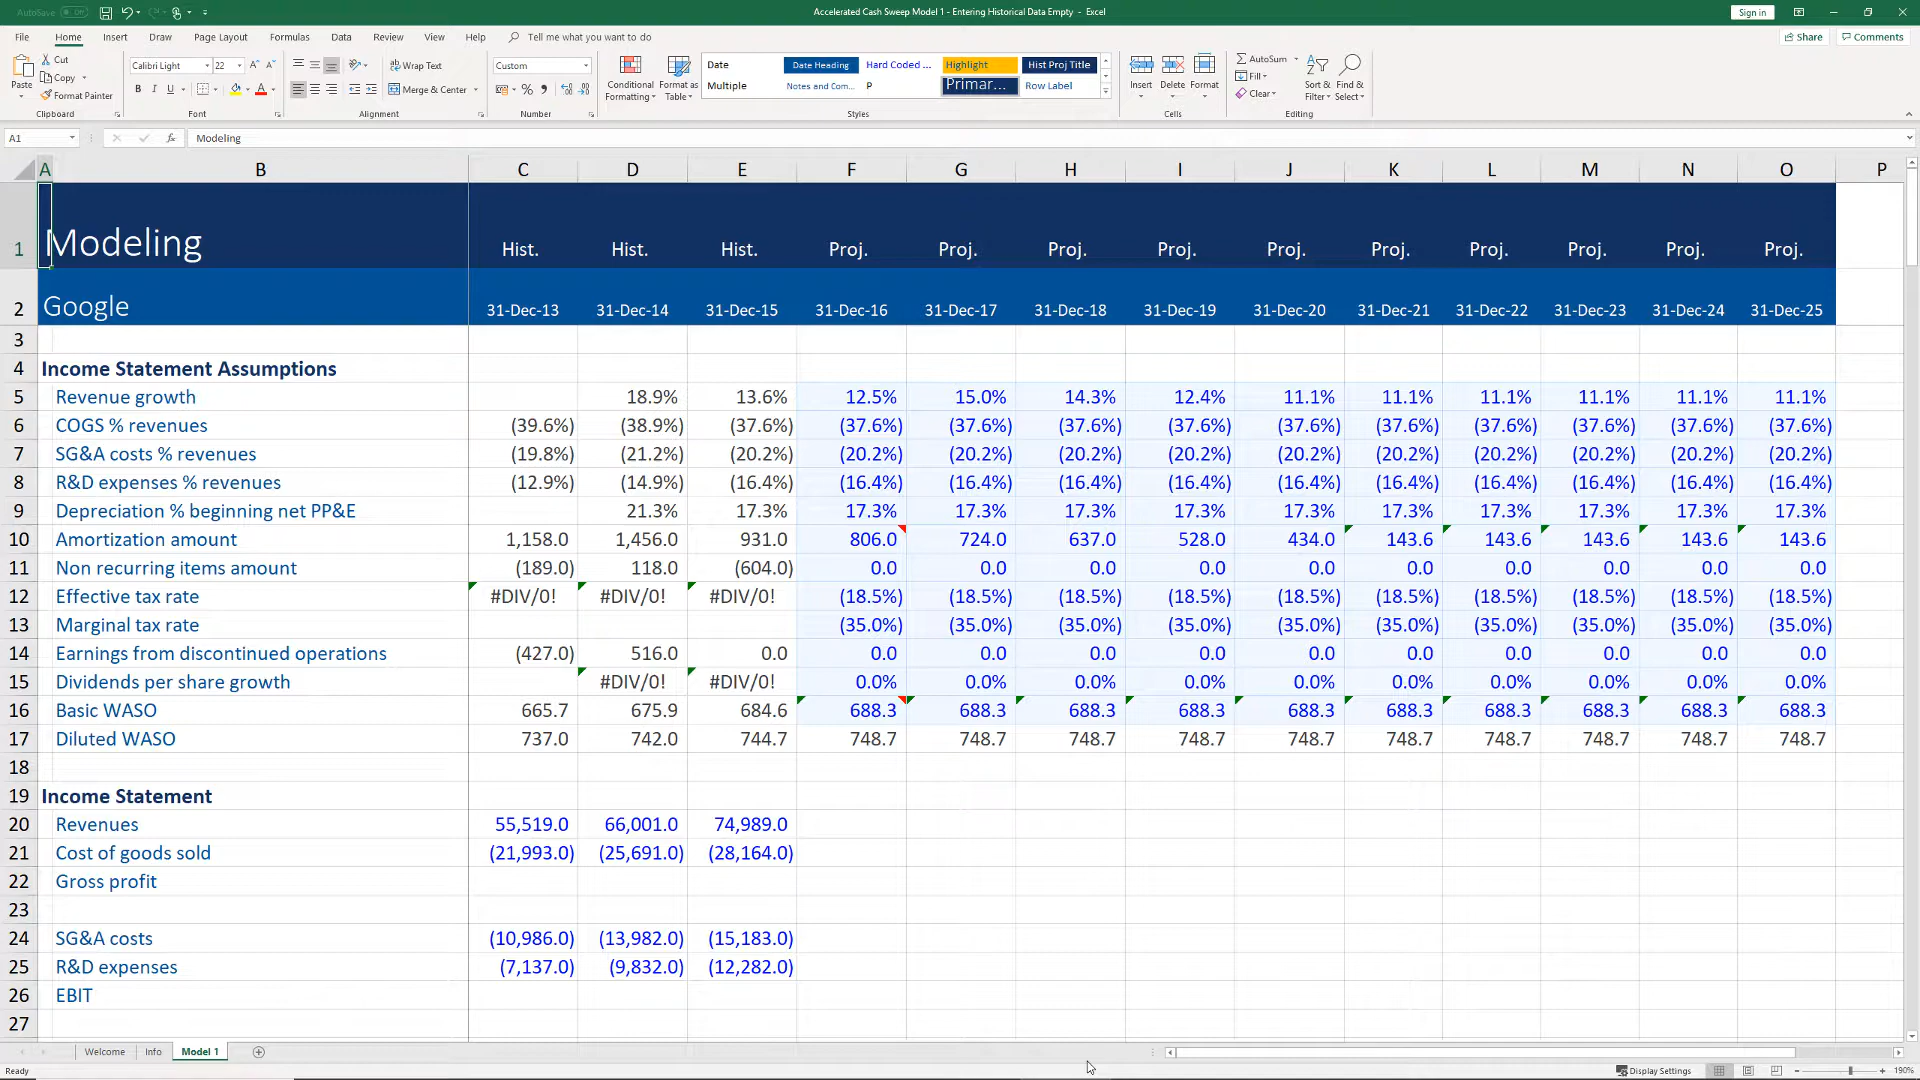 AutoSave Off
Accelerated Cash Sweep Model 1 - Entering Historical Data Empty - Excel
Sign in
File Home Insert Draw Page Layout Formulas Data Review View Help Tell me what you want to do
Share Comments
Paste
Cut
Copy
Format Painter
Clipboard
Calibri Light 22
B I U
Font
Wrap Text
Merge & Center
Alignment
Custom
Number
Conditional Formatting
Format as Table
Date Date Heading Hard Coded ... Highlight Hist Proj Title
Multiple Notes and Com... P Primar... Row Label
Styles
Insert Delete Format
Cells
AutoSum
Fill
Clear
Sort & Filter
Find & Select
Editing
A1 fx Modeling
A B C D E F G H I J K L M N O P
1 Modeling Hist. Hist. Hist. Proj. Proj. Proj. Proj. Proj. Proj. Proj. Proj. Proj. Proj.
2 Google 31-Dec-13 31-Dec-14 31-Dec-15 31-Dec-16 31-Dec-17 31-Dec-18 31-Dec-19 31-Dec-20 31-Dec-21 31-Dec-22 31-Dec-23 31-Dec-24 31-Dec-25
3
4 Income Statement Assumptions
5 Revenue growth 18.9% 13.6% 12.5% 15.0% 14.3% 12.4% 11.1% 11.1% 11.1% 11.1% 11.1% 11.1%
6 COGS % revenues (39.6%) (38.9%) (37.6%) (37.6%) (37.6%) (37.6%) (37.6%) (37.6%) (37.6%) (37.6%) (37.6%) (37.6%) (37.6%)
7 SG&A costs % revenues (19.8%) (21.2%) (20.2%) (20.2%) (20.2%) (20.2%) (20.2%) (20.2%) (20.2%) (20.2%) (20.2%) (20.2%) (20.2%)
8 R&D expenses % revenues (12.9%) (14.9%) (16.4%) (16.4%) (16.4%) (16.4%) (16.4%) (16.4%) (16.4%) (16.4%) (16.4%) (16.4%) (16.4%)
9 Depreciation % beginning net PP&E 21.3% 17.3% 17.3% 17.3% 17.3% 17.3% 17.3% 17.3% 17.3% 17.3% 17.3% 17.3%
10 Amortization amount 1,158.0 1,456.0 931.0 806.0 724.0 637.0 528.0 434.0 143.6 143.6 143.6 143.6 143.6
11 Non recurring items amount (189.0) 118.0 (604.0) 0.0 0.0 0.0 0.0 0.0 0.0 0.0 0.0 0.0 0.0
12 Effective tax rate #DIV/0! #DIV/0! #DIV/0! (18.5%) (18.5%) (18.5%) (18.5%) (18.5%) (18.5%) (18.5%) (18.5%) (18.5%) (18.5%)
13 Marginal tax rate (35.0%) (35.0%) (35.0%) (35.0%) (35.0%) (35.0%) (35.0%) (35.0%) (35.0%) (35.0%)
14 Earnings from discontinued operations (427.0) 516.0 0.0 0.0 0.0 0.0 0.0 0.0 0.0 0.0 0.0 0.0 0.0
15 Dividends per share growth #DIV/0! #DIV/0! 0.0% 0.0% 0.0% 0.0% 0.0% 0.0% 0.0% 0.0% 0.0% 0.0%
16 Basic WASO 665.7 675.9 684.6 688.3 688.3 688.3 688.3 688.3 688.3 688.3 688.3 688.3 688.3
17 Diluted WASO 737.0 742.0 744.7 748.7 748.7 748.7 748.7 748.7 748.7 748.7 748.7 748.7 748.7
18
19 Income Statement
20 Revenues 55,519.0 66,001.0 74,989.0
21 Cost of goods sold (21,993.0) (25,691.0) (28,164.0)
22 Gross profit
23
24 SG&A costs (10,986.0) (13,982.0) (15,183.0)
25 R&D expenses (7,137.0) (9,832.0) (12,282.0)
26 EBIT
27
Welcome Info Model 1
Ready Display Settings 190%